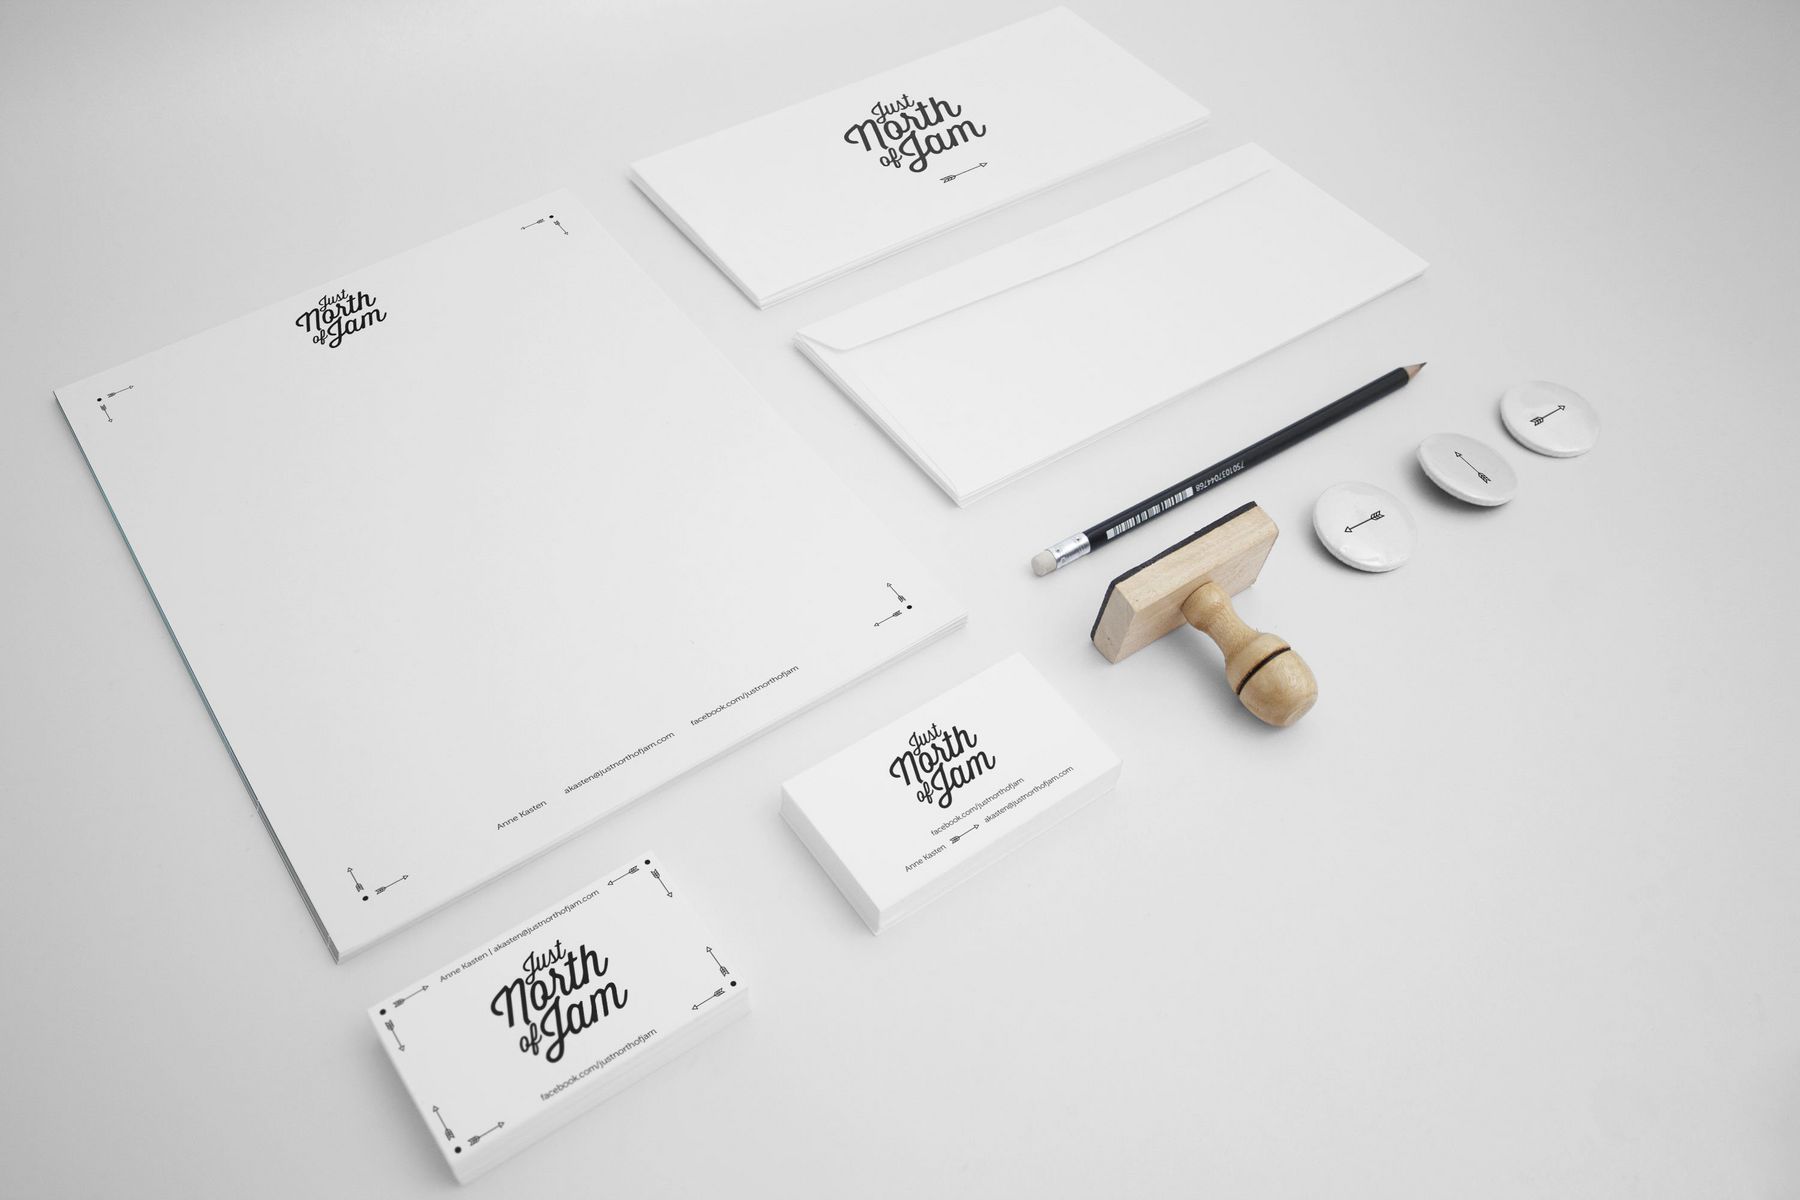 Just
North
of Jam
Just
North
of Jam
Anne Kasten akasten@justnorthofjam.com facebook.com/justnorthofjam
7501037044768
Just
North
of Jam
facebook.com/justnorthofjam
Anne Kasten akasten@justnorthofjam.com
Anne Kasten | akasten@justnorthofjam.com
Just
North
of Jam
facebook.com/justnorthofjam